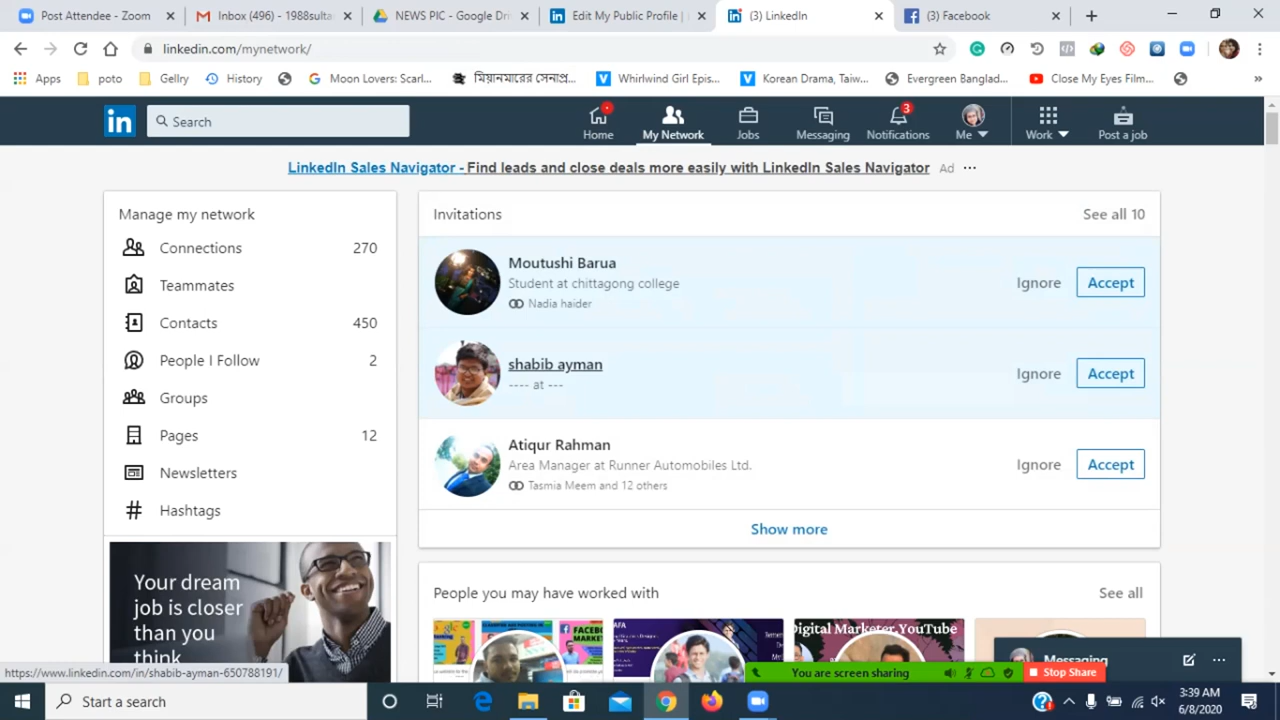 Post Attendee - Zoom
Inbox (496) - 1988sulta
NEWS PIC - Google Dri
Edit My Public Profile |
(3) LinkedIn
(3) Facebook
linkedin.com/mynetwork/
Apps
poto
Gellry
History
Moon Lovers: Scarl...
মিয়ানমারের সেনাপ্র...
Whirlwind Girl Epis...
Korean Drama, Taiw...
Evergreen Banglad...
Close My Eyes Film...
in
Search
Home
My Network
Jobs
Messaging
3
Notifications
Me
Work
Post a job
LinkedIn Sales Navigator - Find leads and close deals more easily with LinkedIn Sales Navigator
Ad
Manage my network
Connections 270
Teammates
Contacts 450
People I Follow 2
Groups
Pages 12
Newsletters
Hashtags
Your dream
job is closer
than you
think
Invitations
See all 10
Moutushi Barua
Student at chittagong college
Nadia haider
Ignore
Accept
shabib ayman
---- at ---
Ignore
Accept
Atiqur Rahman
Area Manager at Runner Automobiles Ltd.
Tasmia Meem and 12 others
Ignore
Accept
Show more
People you may have worked with
See all
Digital Marketer,YouTube
Messaging
https://www.linkedin.com/in/shabib-ayman-650788191/
You are screen sharing
Stop Share
Start a search
3:39 AM
6/8/2020